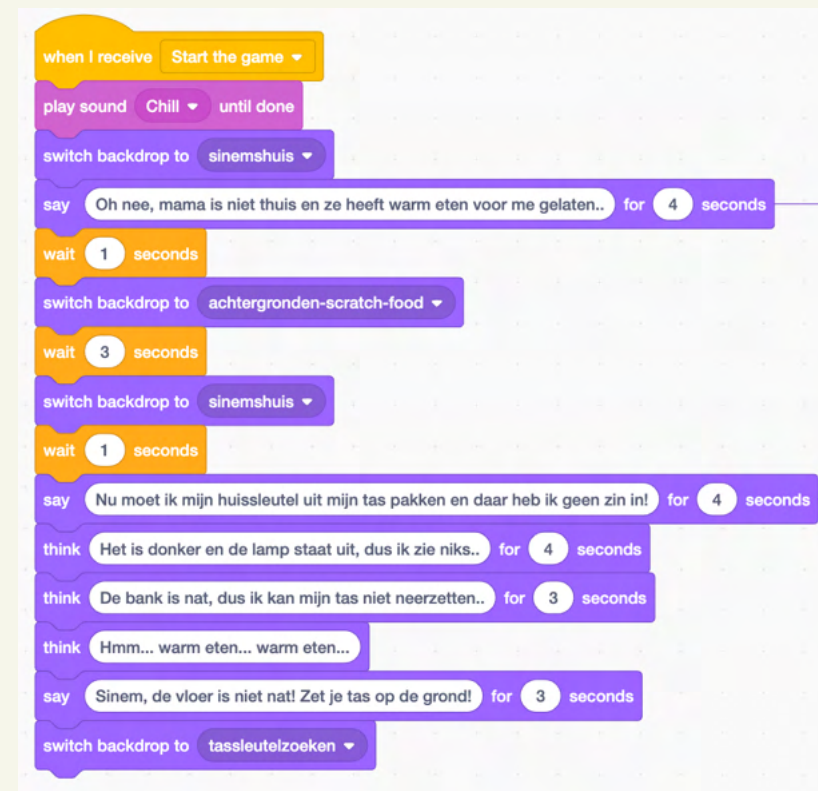 when I receive Start the game
play sound Chill until done
switch backdrop to sinemshuis
say Oh nee, mama is niet thuis en ze heeft warm eten voor me gelaten.. for 4 seconds
wait 1 seconds
switch backdrop to achtergronden-scratch-food
wait 3 seconds
switch backdrop to sinemshuis
wait 1 seconds
say Nu moet ik mijn huissleutel uit mijn tas pakken en daar heb ik geen zin in! for 4 seconds
think Het is donker en de lamp staat uit, dus ik zie niks.. for 4 seconds
think De bank is nat, dus ik kan mijn tas niet neerzetten.. for 3 seconds
think Hmm... warm eten... warm eten...
say Sinem, de vloer is niet nat! Zet je tas op de grond! for 3 seconds
switch backdrop to tassleutelzoeken